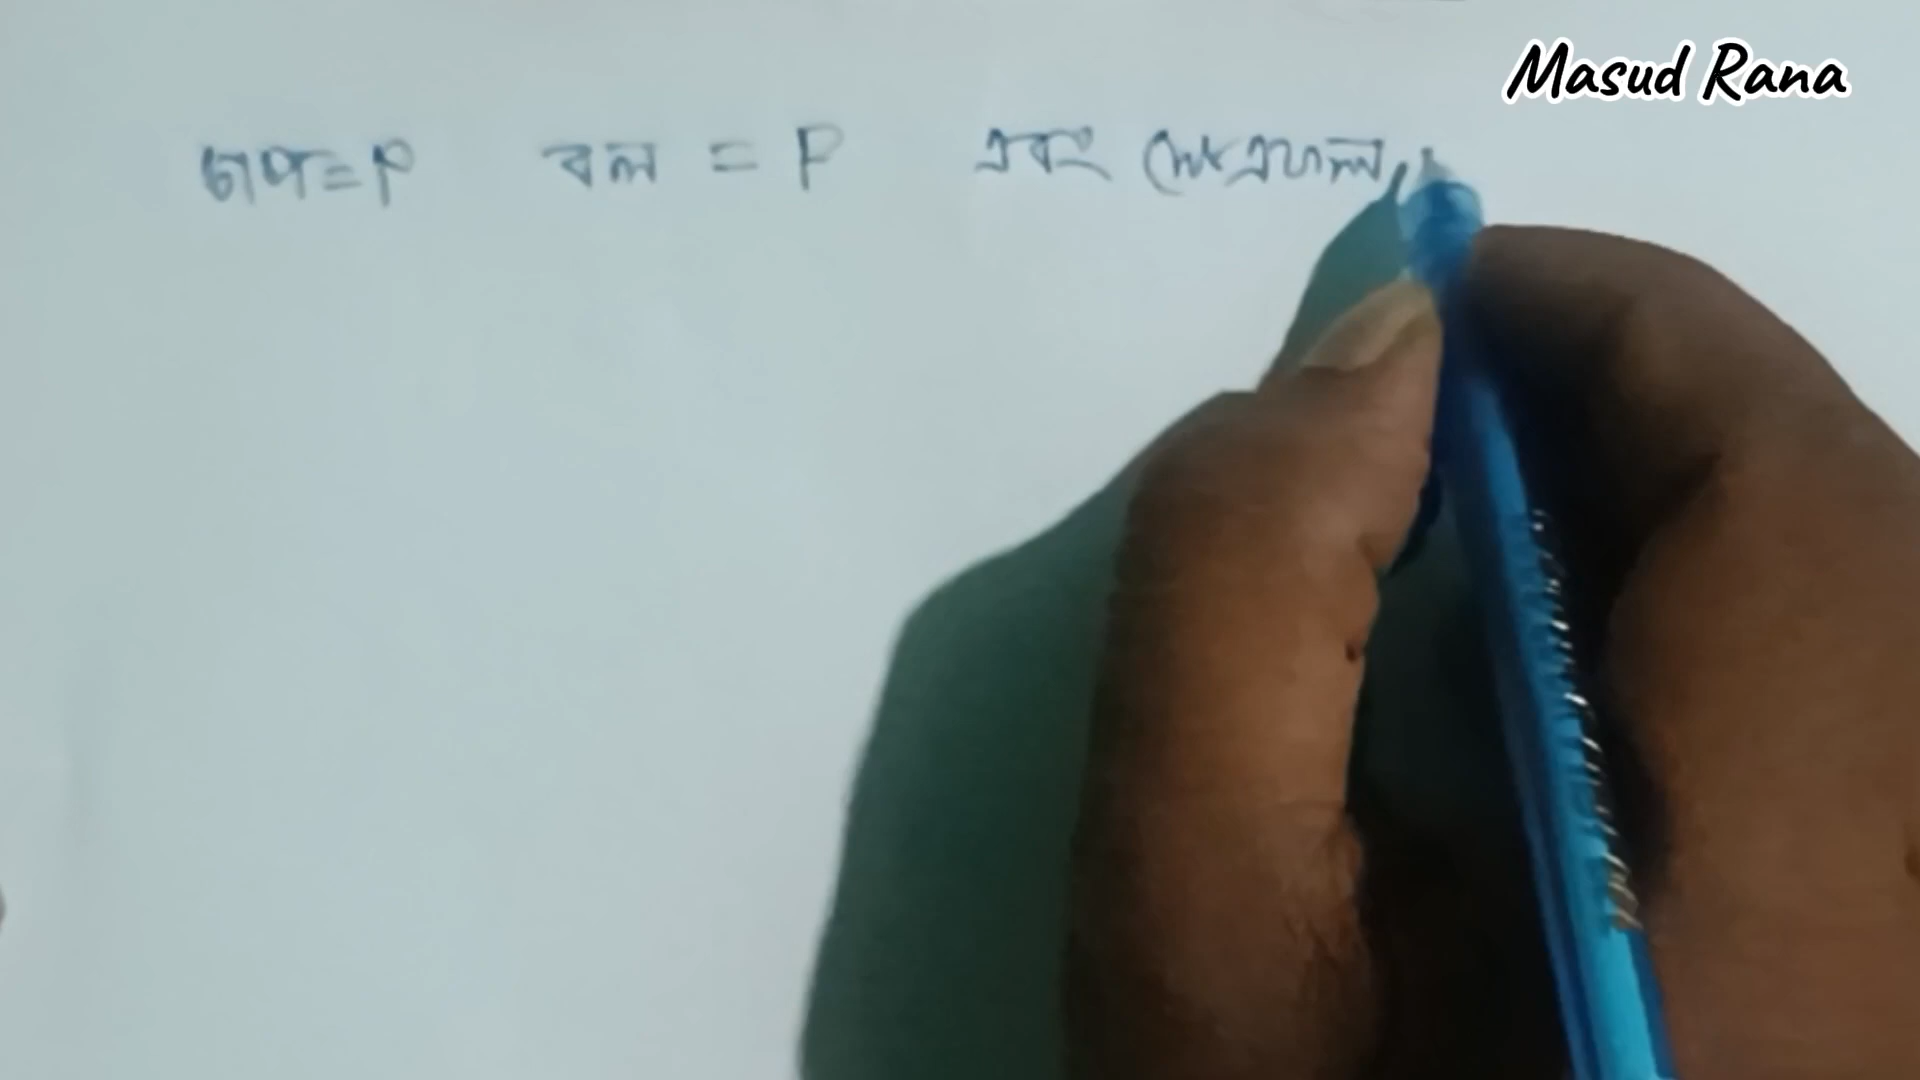 Masud Rana
চাপ=P বল = P এবং ক্ষেত্রফল